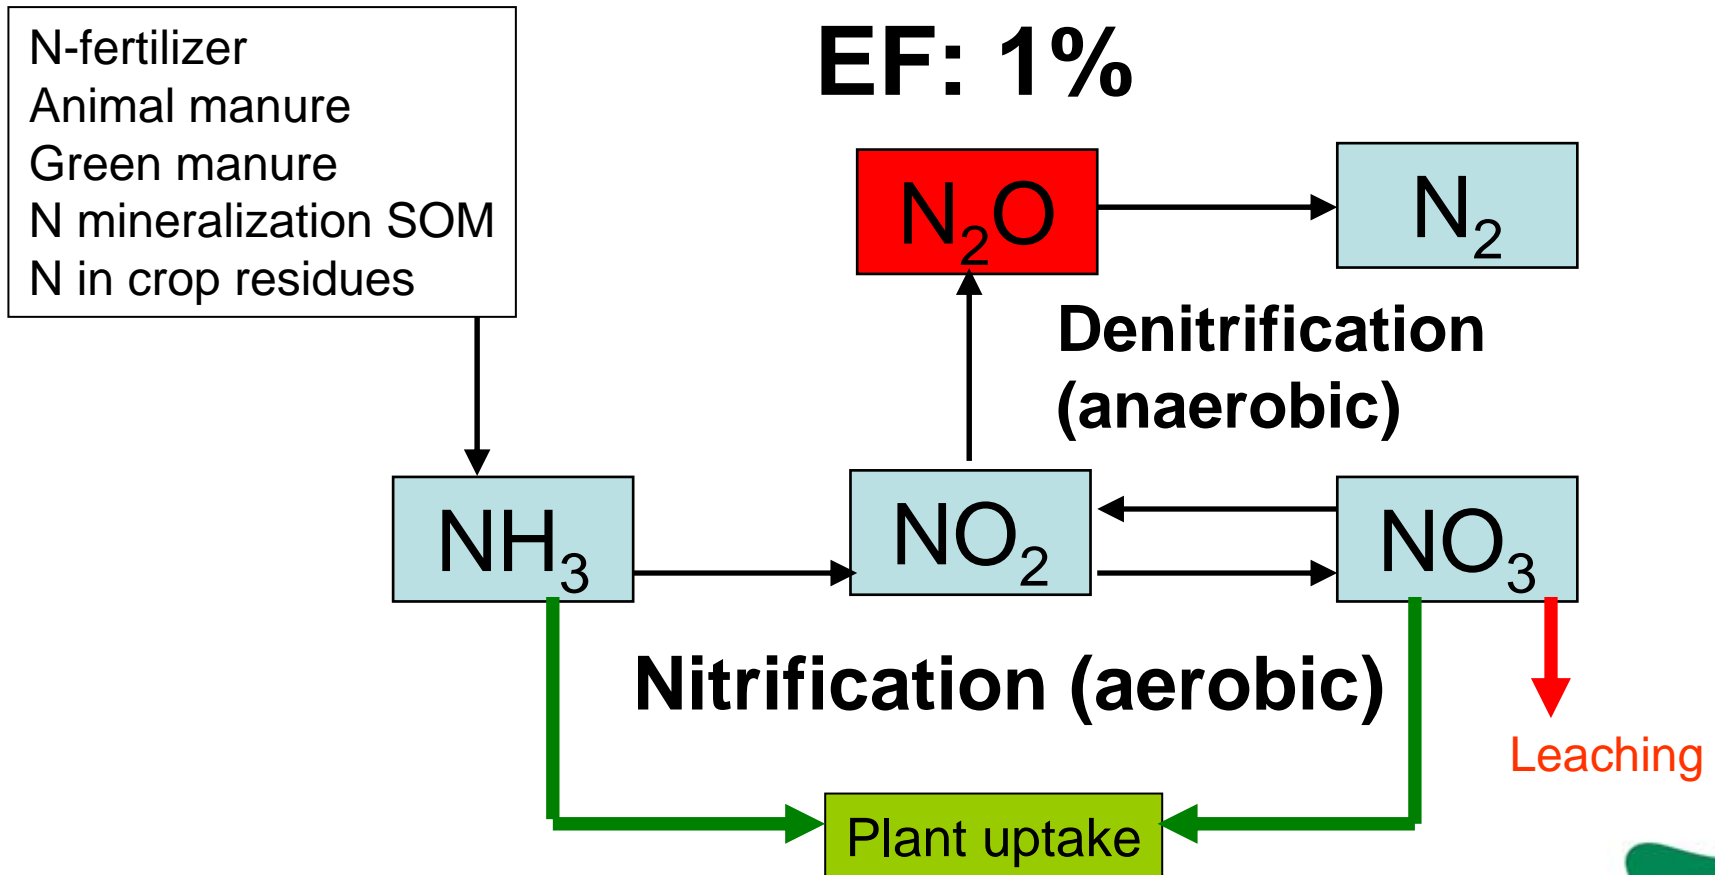 N-fertilizer
Animal manure
Green manure
N mineralization SOM
N in crop residues
EF: 1%
N₂O
N₂
Denitrification
(anaerobic)
NH₃
NO₂
NO₃
Nitrification (aerobic)
Leaching
Plant uptake